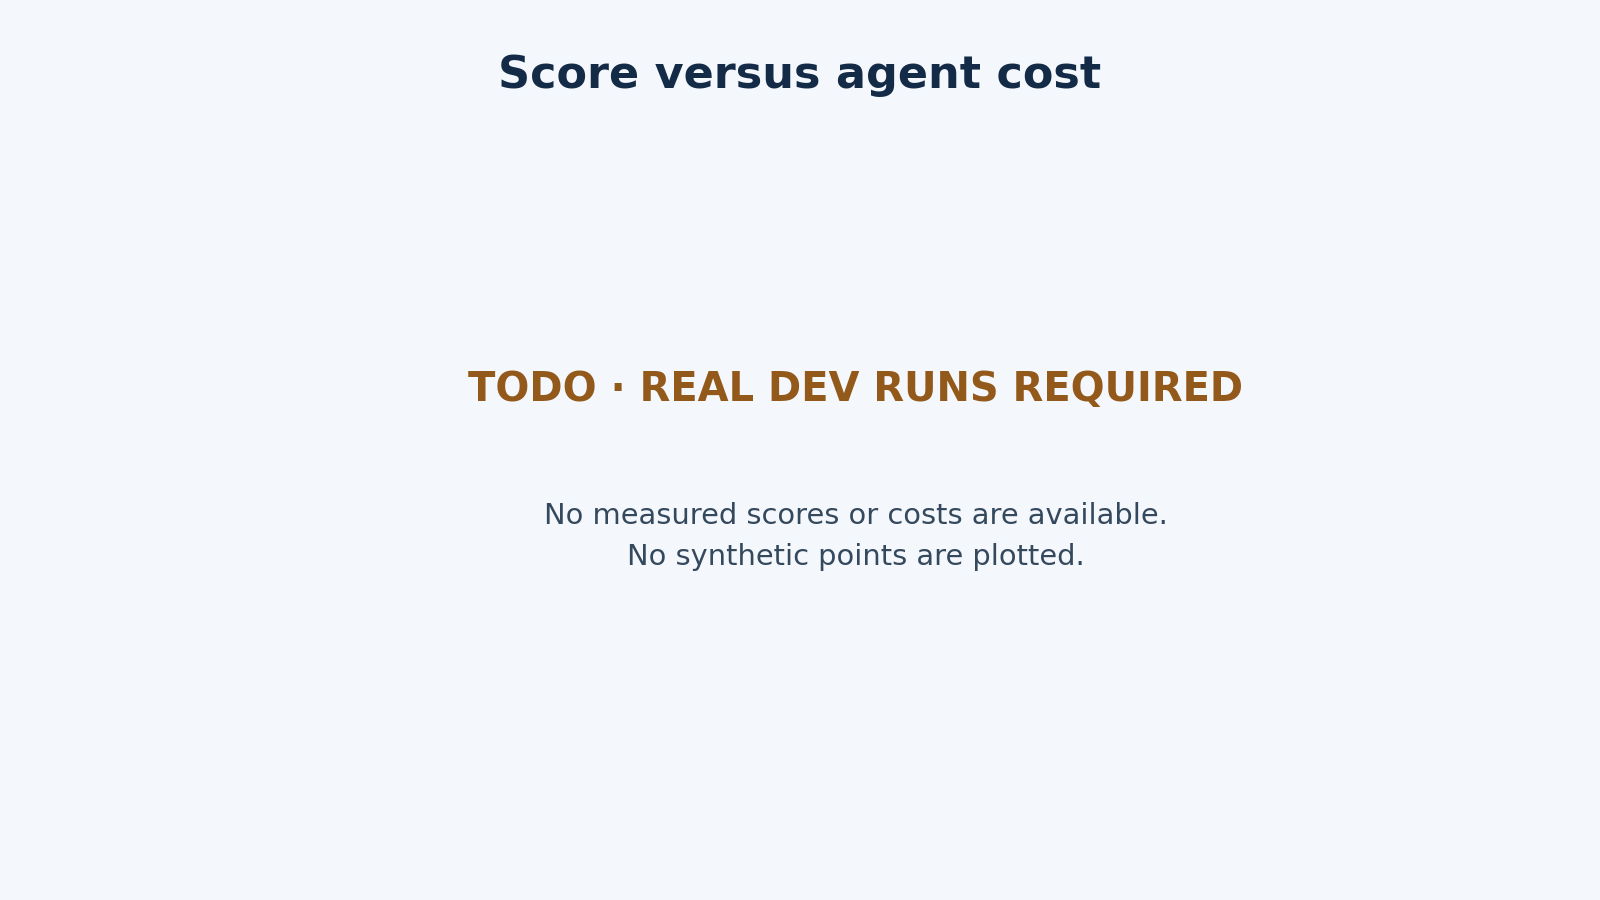 Score versus agent cost
TODO · REAL DEV RUNS REQUIRED
No measured scores or costs are available.
No synthetic points are plotted.